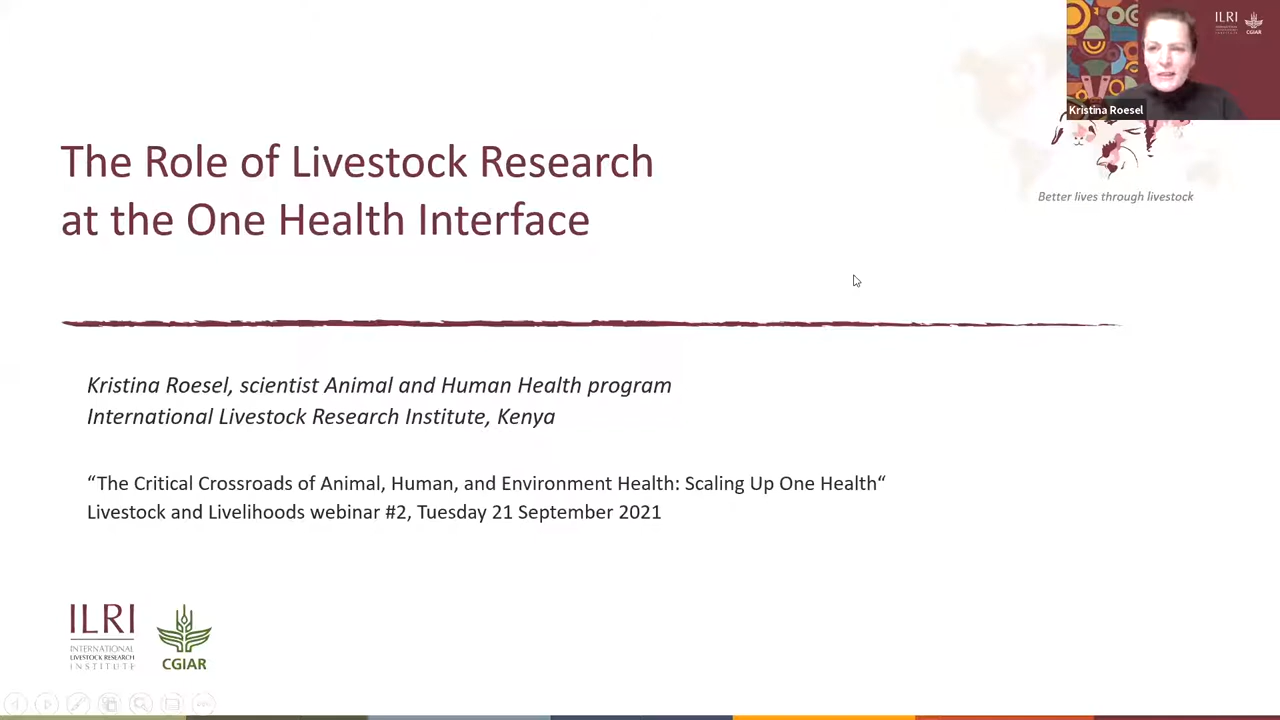 The Role of Livestock Research
at the One Health Interface
ILRI
CGIAR
Kristina Roesel
Better lives through livestock
Kristina Roesel, scientist Animal and Human Health program
International Livestock Research Institute, Kenya
“The Critical Crossroads of Animal, Human, and Environment Health: Scaling Up One Health“
Livestock and Livelihoods webinar #2, Tuesday 21 September 2021
ILRI
INTERNATIONAL
LIVESTOCK RESEARCH
INSTITUTE
CGIAR